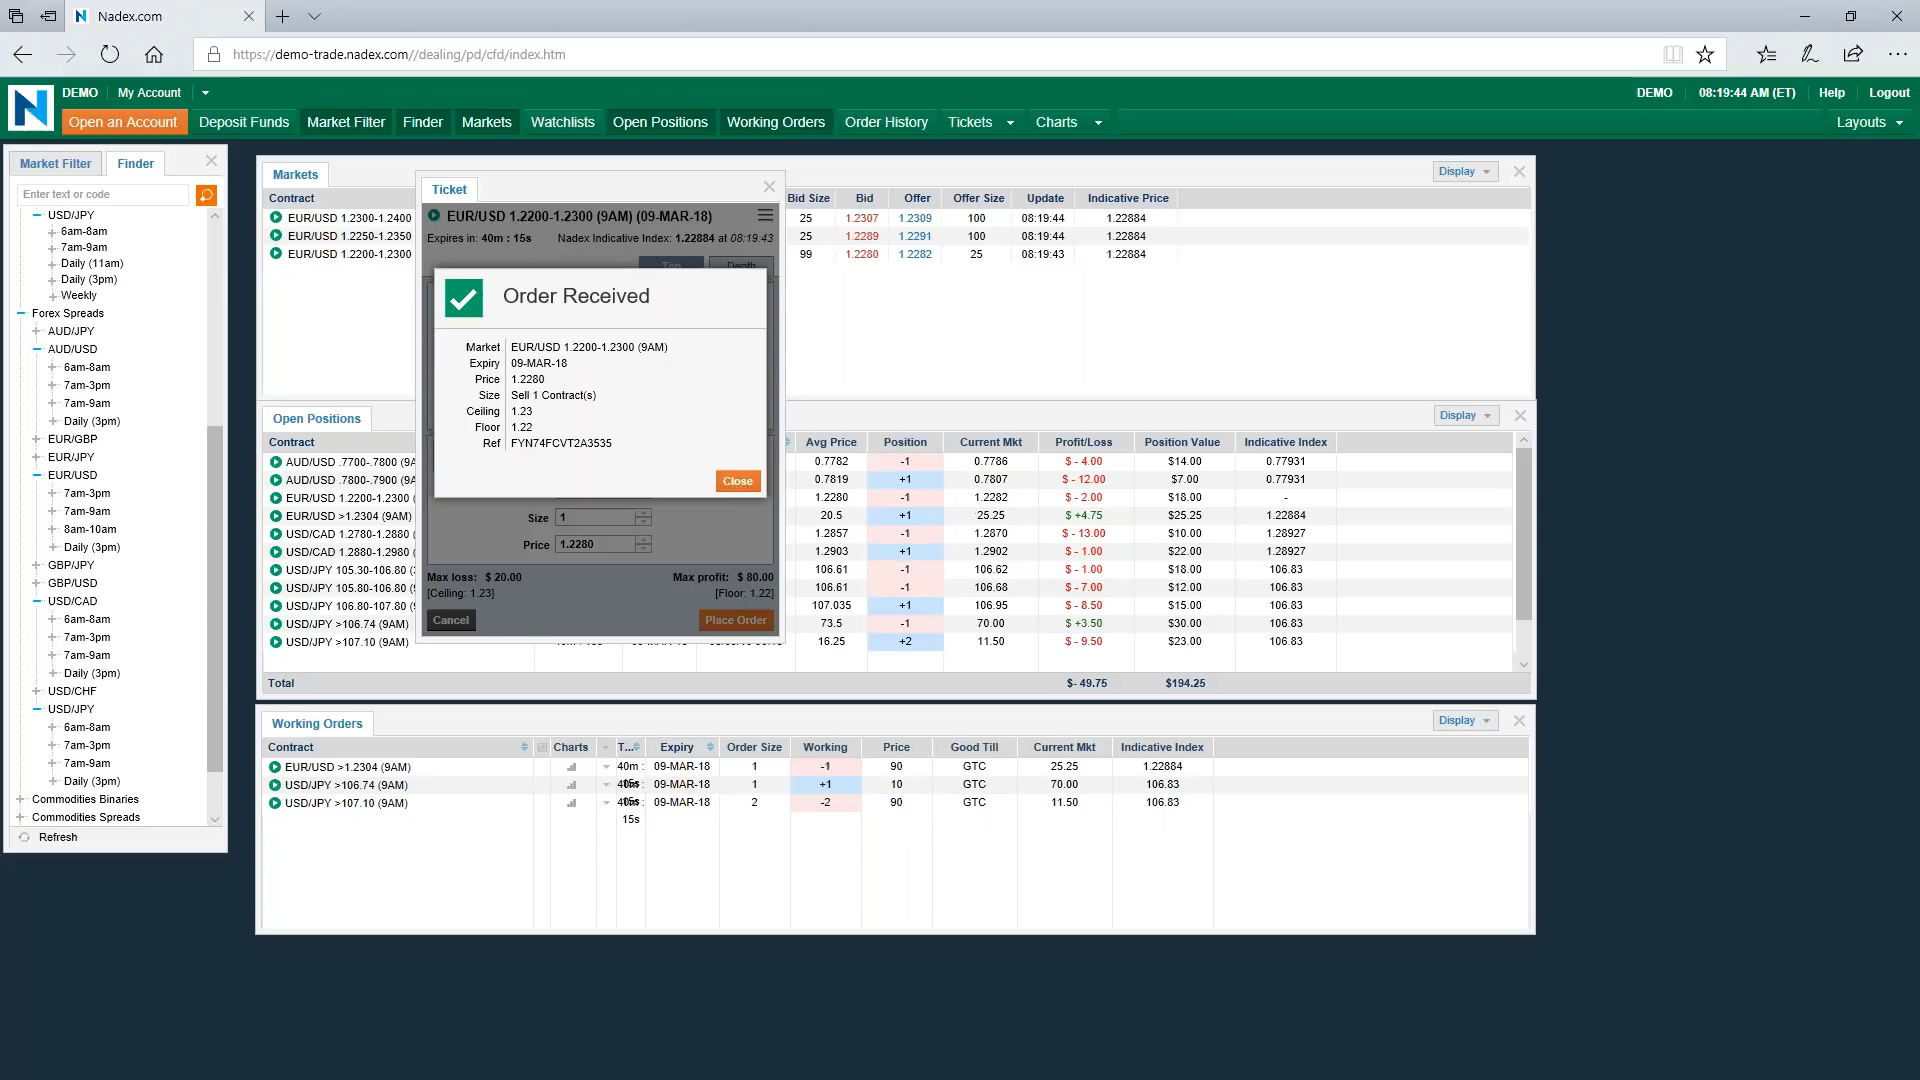 Nadex.com
https://demo-trade.nadex.com//dealing/pd/cfd/index.htm
N DEMO My Account DEMO 08:19:44 AM (ET) Help Logout
Open an Account Deposit Funds Market Filter Finder Markets Watchlists Open Positions Working Orders Order History Tickets Charts Layouts
Market Filter Finder
Enter text or code
USD/JPY
6am-8am
7am-9am
Daily (11am)
Daily (3pm)
Weekly
Forex Spreads
AUD/JPY
AUD/USD
6am-8am
7am-3pm
7am-9am
Daily (3pm)
EUR/GBP
EUR/JPY
EUR/USD
7am-3pm
7am-9am
8am-10am
Daily (3pm)
GBP/JPY
GBP/USD
USD/CAD
6am-8am
7am-3pm
7am-9am
Daily (3pm)
USD/CHF
USD/JPY
6am-8am
7am-3pm
7am-9am
Daily (3pm)
Commodities Binaries
Commodities Spreads
Refresh
Markets Display
Contract Bid Size Bid Offer Offer Size Update Indicative Price
EUR/USD 1.2300-1.2400 25 1.2307 1.2309 100 08:19:44 1.22884
EUR/USD 1.2250-1.2350 25 1.2289 1.2291 100 08:19:44 1.22884
EUR/USD 1.2200-1.2300 99 1.2280 1.2282 25 08:19:43 1.22884
Ticket
EUR/USD 1.2200-1.2300 (9AM) (09-MAR-18)
Expires in: 40m : 15s Nadex Indicative Index: 1.22884 at 08:19:43
Top Depth
Order Received
Market EUR/USD 1.2200-1.2300 (9AM)
Expiry 09-MAR-18
Price 1.2280
Size Sell 1 Contract(s)
Ceiling 1.23
Floor 1.22
Ref FYN74FCVT2A3535
Close
Size 1
Price 1.2280
Max loss: $ 20.00 Max profit: $ 80.00
[Ceiling: 1.23] [Floor: 1.22]
Cancel Place Order
Open Positions Display
Contract Avg Price Position Current Mkt Profit/Loss Position Value Indicative Index
AUD/USD .7700-.7800 (9A 0.7782 -1 0.7786 $ - 4.00 $14.00 0.77931
AUD/USD .7800-.7900 (9A 0.7819 +1 0.7807 $ - 12.00 $7.00 0.77931
EUR/USD 1.2200-1.2300 ( 1.2280 -1 1.2282 $ - 2.00 $18.00 -
EUR/USD >1.2304 (9AM) 20.5 +1 25.25 $ +4.75 $25.25 1.22884
USD/CAD 1.2780-1.2880 ( 1.2857 -1 1.2870 $ - 13.00 $10.00 1.28927
USD/CAD 1.2880-1.2980 ( 1.2903 +1 1.2902 $ - 1.00 $22.00 1.28927
USD/JPY 105.30-106.80 ( 106.61 -1 106.62 $ - 1.00 $18.00 106.83
USD/JPY 105.80-106.80 ( 106.61 -1 106.68 $ - 7.00 $12.00 106.83
USD/JPY 106.80-107.80 ( 107.035 +1 106.95 $ - 8.50 $15.00 106.83
USD/JPY >106.74 (9AM) 73.5 -1 70.00 $ +3.50 $30.00 106.83
USD/JPY >107.10 (9AM) 16.25 +2 11.50 $ - 9.50 $23.00 106.83
Total $- 49.75 $194.25
Working Orders Display
Contract Charts T... Expiry Order Size Working Price Good Till Current Mkt Indicative Index
EUR/USD >1.2304 (9AM) 40m : 09-MAR-18 1 -1 90 GTC 25.25 1.22884
USD/JPY >106.74 (9AM) 09-MAR-18 1 +1 10 GTC 70.00 106.83
USD/JPY >107.10 (9AM) 09-MAR-18 2 -2 90 GTC 11.50 106.83
15s